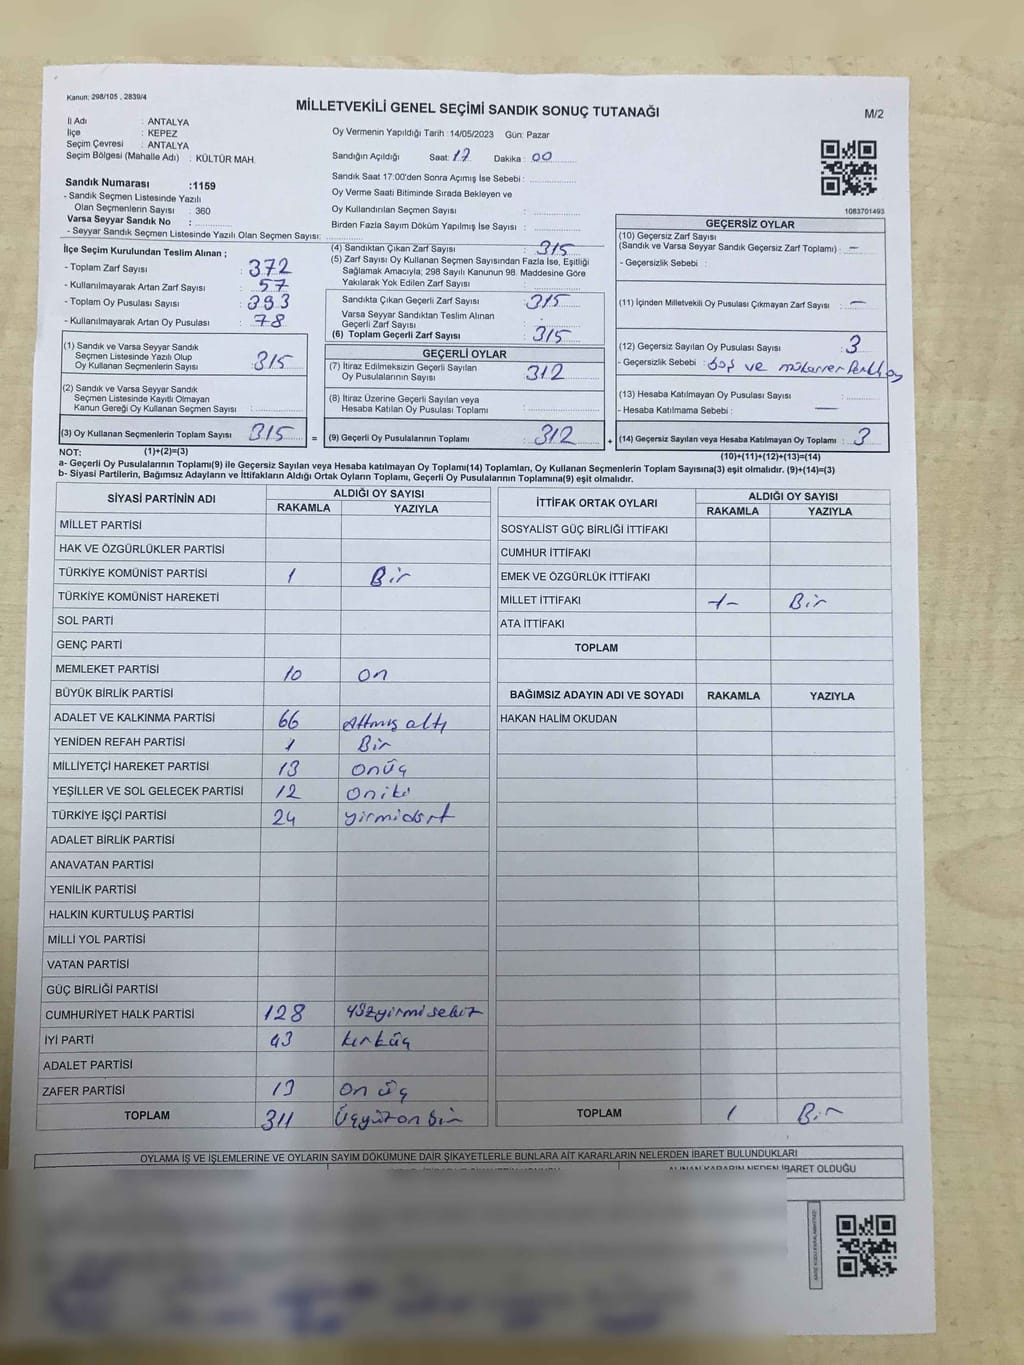 Kanun: 298/105 , 2839/4
MİLLETVEKİLİ GENEL SEÇİMİ SANDIK SONUÇ TUTANAĞI
M/2
İl Adı : ANTALYA
İlçe : KEPEZ
Seçim Çevresi : ANTALYA
Seçim Bölgesi (Mahalle Adı) : KÜLTÜR MAH.
Sandık Numarası :1159
- Sandık Seçmen Listesinde Yazılı
Olan Seçmenlerin Sayısı : 360
Varsa Seyyar Sandık No :
- Seyyar Sandık Seçmen Listesinde Yazılı Olan Seçmen Sayısı:
Oy Vermenin Yapıldığı Tarih : 14/05/2023 Gün: Pazar
Sandığın Açıldığı Saat: 17 Dakika : 00
Sandık Saat 17:00'den Sonra Açılmış İse Sebebi :
Oy Verme Saati Bitiminde Sırada Bekleyen ve
Oy Kullandırılan Seçmen Sayısı :
Birden Fazla Sayım Döküm Yapılmış İse Sayısı :
1083701493
İlçe Seçim Kurulundan Teslim Alınan ;
- Toplam Zarf Sayısı : 372
- Kullanılmayarak Artan Zarf Sayısı : 57
- Toplam Oy Pusulası Sayısı : 393
- Kullanılmayarak Artan Oy Pusulası : 78
(1) Sandık ve Varsa Seyyar Sandık
Seçmen Listesinde Yazılı Olup
Oy Kullanan Seçmenlerin Sayısı : 315
(2) Sandık ve Varsa Seyyar Sandık
Seçmen Listesinde Kayıtlı Olmayan
Kanun Gereği Oy Kullanan Seçmen Sayısı :
(3) Oy Kullanan Seçmenlerin Toplam Sayısı : 315 =
(4) Sandıktan Çıkan Zarf Sayısı : 315
(5) Zarf Sayısı Oy Kullanan Seçmen Sayısından Fazla İse, Eşitliği
Sağlamak Amacıyla; 298 Sayılı Kanunun 98. Maddesine Göre
Yakılarak Yok Edilen Zarf Sayısı :
Sandıkta Çıkan Geçerli Zarf Sayısı : 315
Varsa Seyyar Sandıktan Teslim Alınan
Geçerli Zarf Sayısı :
(6) Toplam Geçerli Zarf Sayısı : 315
GEÇERLİ OYLAR
(7) İtiraz Edilmeksizin Geçerli Sayılan
Oy Pusulalarının Sayısı : 312
(8) İtiraz Üzerine Geçerli Sayılan veya
Hesaba Katılan Oy Pusulası Toplamı :
(9) Geçerli Oy Pusulalarının Toplamı : 312 +
GEÇERSİZ OYLAR
(10) Geçersiz Zarf Sayısı
(Sandık ve Varsa Seyyar Sandık Geçersiz Zarf Toplamı) : —
- Geçersizlik Sebebi :
(11) İçinden Milletvekili Oy Pusulası Çıkmayan Zarf Sayısı : —
(12) Geçersiz Sayılan Oy Pusulası Sayısı : 3
- Geçersizlik Sebebi : Boş ve mükerrer
(13) Hesaba Katılmayan Oy Pusulası Sayısı :
- Hesaba Katılmama Sebebi : —
(14) Geçersiz Sayılan veya Hesaba Katılmayan Oy Toplamı : 3
NOT: (1)+(2)=(3)
(10)+(11)+(12)+(13)=(14)
a- Geçerli Oy Pusulalarının Toplamı(9) ile Geçersiz Sayılan veya Hesaba katılmayan Oy Toplamı(14) Toplamları, Oy Kullanan Seçmenlerin Toplam Sayısına(3) eşit olmalıdır. (9)+(14)=(3)
b- Siyasi Partilerin, Bağımsız Adayların ve İttifakların Aldığı Ortak Oyların Toplamı, Geçerli Oy Pusulalarının Toplamına(9) eşit olmalıdır.
SİYASİ PARTİNİN ADI ALDIĞI OY SAYISI
RAKAMLA YAZIYLA
MİLLET PARTİSİ
HAK VE ÖZGÜRLÜKLER PARTİSİ
TÜRKİYE KOMÜNİST PARTİSİ 1 Bir
TÜRKİYE KOMÜNİST HAREKETİ
SOL PARTİ
GENÇ PARTİ
MEMLEKET PARTİSİ 10 on
BÜYÜK BİRLİK PARTİSİ
ADALET VE KALKINMA PARTİSİ 66 Altmış altı
YENİDEN REFAH PARTİSİ 1 Bir
MİLLİYETÇİ HAREKET PARTİSİ 13 onüç
YEŞİLLER VE SOL GELECEK PARTİSİ 12 oniki
TÜRKİYE İŞÇİ PARTİSİ 24 yirmidört
ADALET BİRLİK PARTİSİ
ANAVATAN PARTİSİ
YENİLİK PARTİSİ
HALKIN KURTULUŞ PARTİSİ
MİLLİ YOL PARTİSİ
VATAN PARTİSİ
GÜÇ BİRLİĞİ PARTİSİ
CUMHURİYET HALK PARTİSİ 128 yüzyirmisekiz
İYİ PARTİ 43 kırküç
ADALET PARTİSİ
ZAFER PARTİSİ 13 on üç
TOPLAM 311 Üçyüzonbir
İTTİFAK ORTAK OYLARI ALDIĞI OY SAYISI
RAKAMLA YAZIYLA
SOSYALİST GÜÇ BİRLİĞİ İTTİFAKI
CUMHUR İTTİFAKI
EMEK VE ÖZGÜRLÜK İTTİFAKI
MİLLET İTTİFAKI -1- Bir
ATA İTTİFAKI
TOPLAM
BAĞIMSIZ ADAYIN ADI VE SOYADI RAKAMLA YAZIYLA
HAKAN HALİM OKUDAN
TOPLAM 1 Bir
OYLAMA İŞ VE İŞLEMLERİNE VE OYLARIN SAYIM DÖKÜMÜNE DAİR ŞİKAYETLERLE BUNLARA AİT KARARLARIN NELERDEN İBARET BULUNDUKLARI
ALINAN KARARIN NEDEN İBARET OLDUĞU